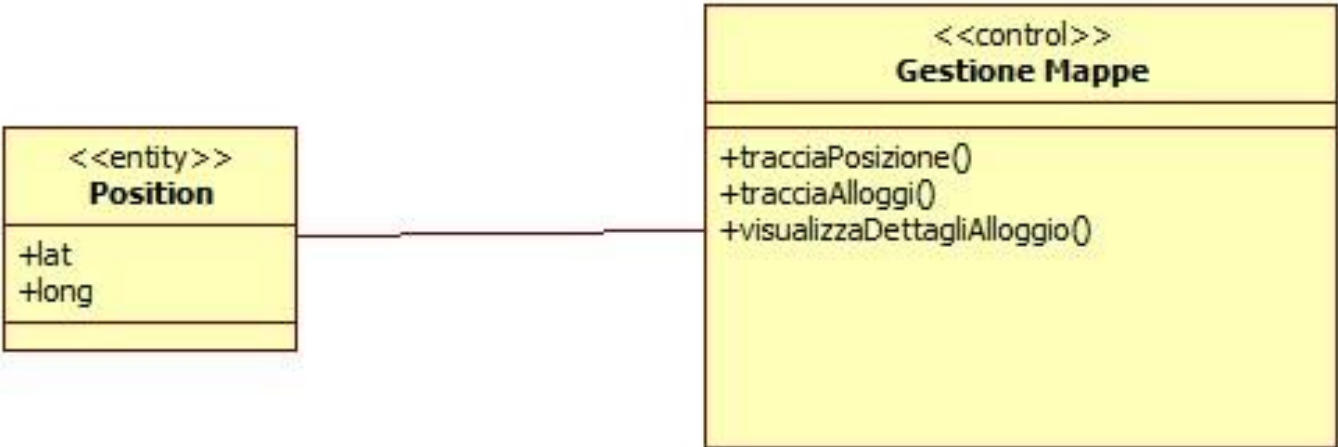 <<entity>>
Position
+lat
+long
<<control>>
Gestione Mappe
+tracciaPosizione()
+tracciaAlloggi()
+visualizzaDettagliAlloggio()